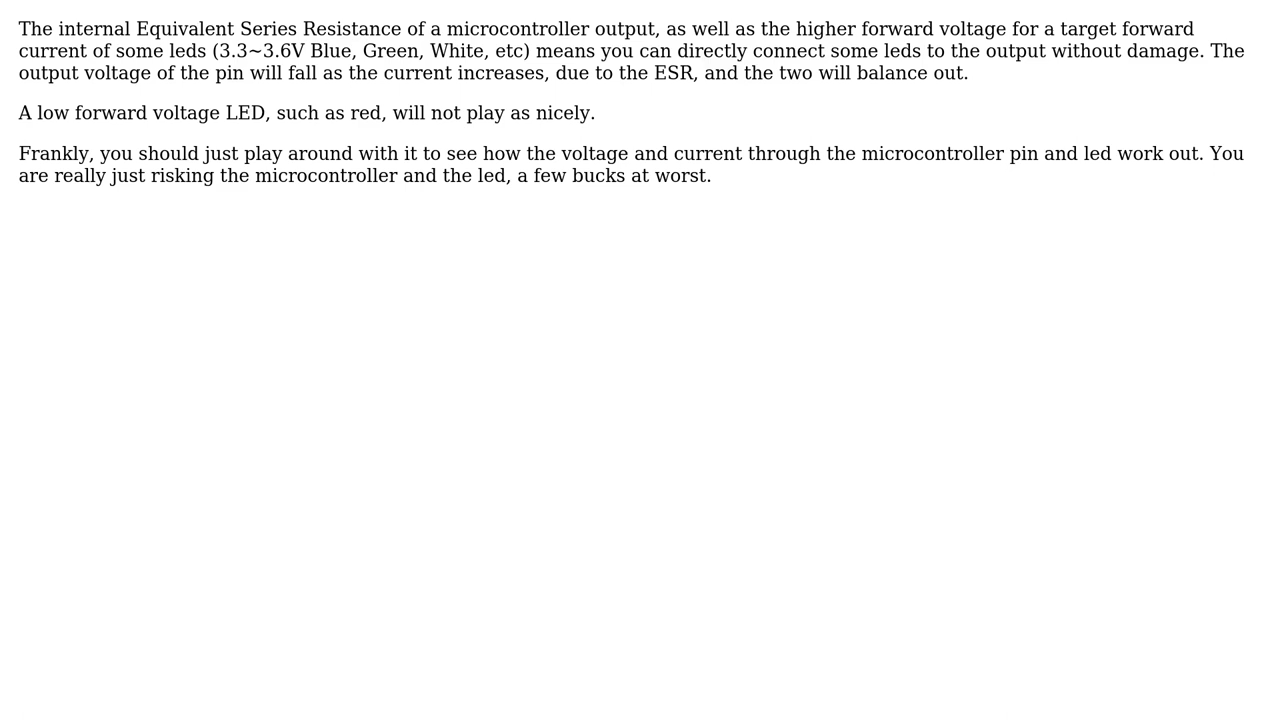 The internal Equivalent Series Resistance of a microcontroller output, as well as the higher forward voltage for a target forward
current of some leds (3.3~3.6V Blue, Green, White, etc) means you can directly connect some leds to the output without damage. The
output voltage of the pin will fall as the current increases, due to the ESR, and the two will balance out.
A low forward voltage LED, such as red, will not play as nicely.
Frankly, you should just play around with it to see how the voltage and current through the microcontroller pin and led work out. You
are really just risking the microcontroller and the led, a few bucks at worst.